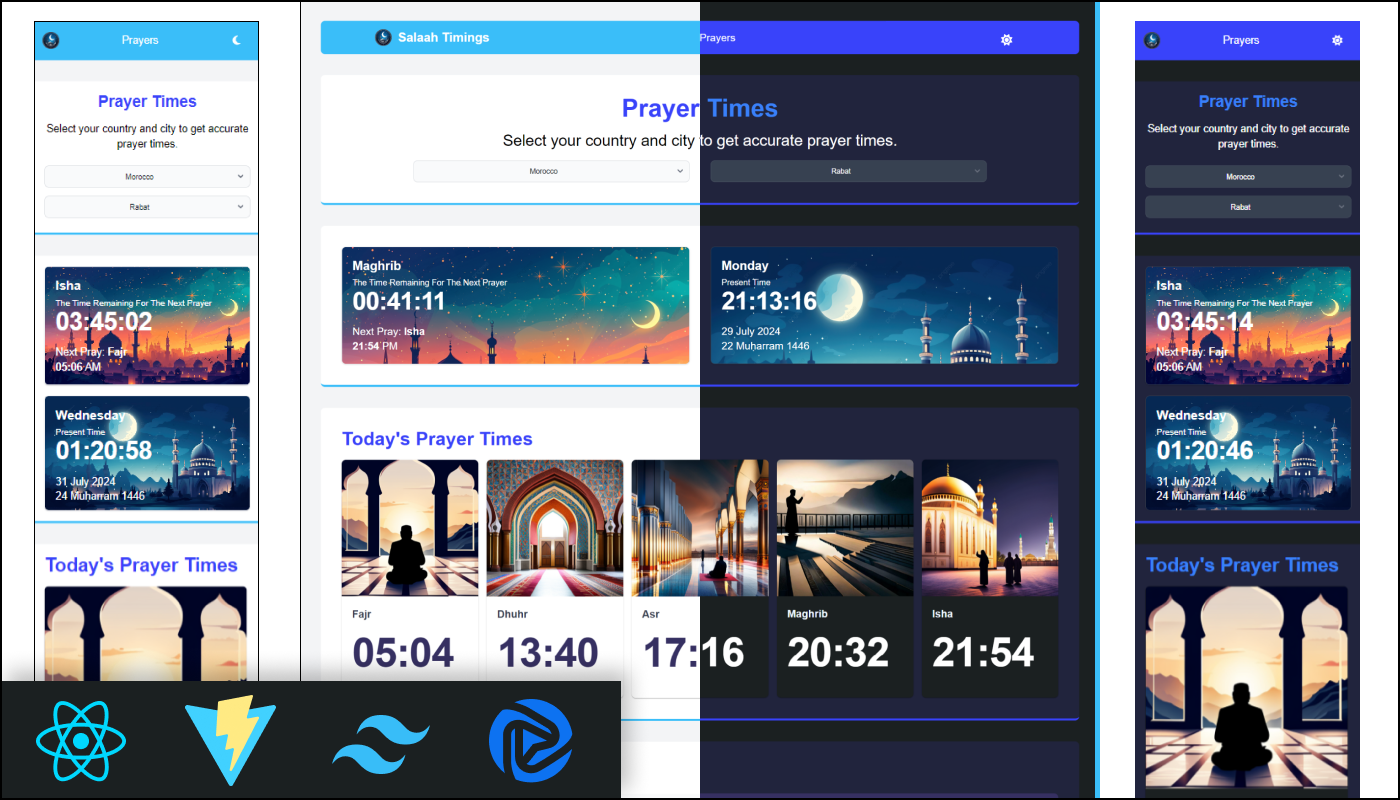 Prayers
Prayer Times
Select your country and city to get accurate
prayer times.
Morocco
Rabat
Isha
The Time Remaining For The Next Prayer
03:45:02
Next Pray: Fajr
05:06 AM
Wednesday
Present Time
01:20:58
31 July 2024
24 Muharram 1446
Today's Prayer Times
Salaah Timings
Prayers
Prayer Times
Select your country and city to get accurate prayer times.
Morocco
Rabat
Maghrib
The Time Remaining For The Next Prayer
00:41:11
Next Pray: Isha
21:54 PM
Monday
Present Time
21:13:16
29 July 2024
22 Muharram 1446
Today's Prayer Times
Fajr
05:04
Dhuhr
13:40
Asr
17:16
Maghrib
20:32
Isha
21:54
Prayers
Prayer Times
Select your country and city to get accurate
prayer times.
Morocco
Rabat
Isha
The Time Remaining For The Next Prayer
03:45:14
Next Pray: Fajr
05:06 AM
Wednesday
Present Time
01:20:46
31 July 2024
24 Muharram 1446
Today's Prayer Times